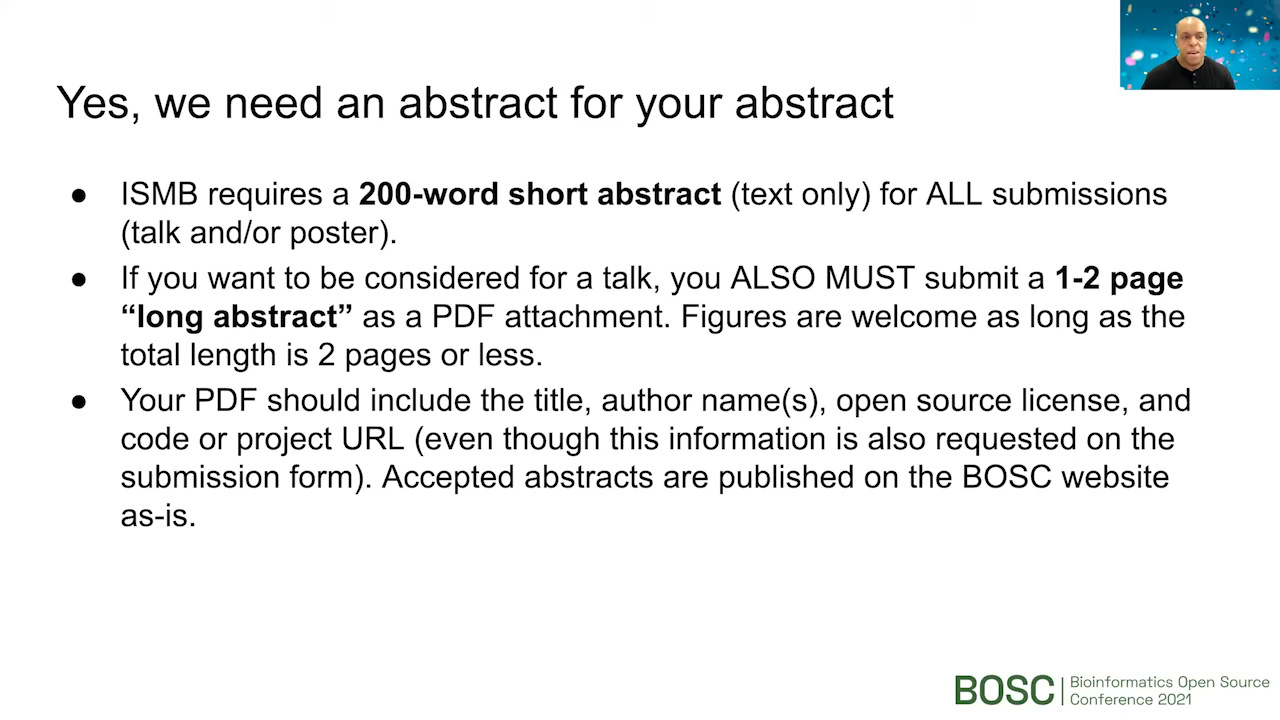 Yes, we need an abstract for your abstract
● ISMB requires a 200-word short abstract (text only) for ALL submissions
(talk and/or poster).
● If you want to be considered for a talk, you ALSO MUST submit a 1-2 page
“long abstract” as a PDF attachment. Figures are welcome as long as the
total length is 2 pages or less.
● Your PDF should include the title, author name(s), open source license, and
code or project URL (even though this information is also requested on the
submission form). Accepted abstracts are published on the BOSC website
as-is.
BOSC | Bioinformatics Open Source
Conference 2021